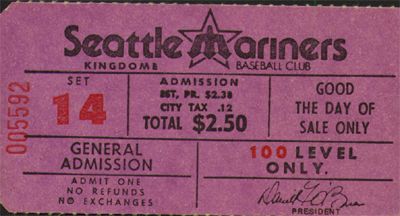 Seattle Mariners
KINGDOME BASEBALL CLUB
005592
SET
14
ADMISSION
EST. PR. $2.38
CITY TAX .12
TOTAL $2.50
GOOD
THE DAY OF
SALE ONLY
GENERAL
ADMISSION
ADMIT ONE
NO REFUNDS
NO EXCHANGES
100 LEVEL
ONLY.
PRESIDENT